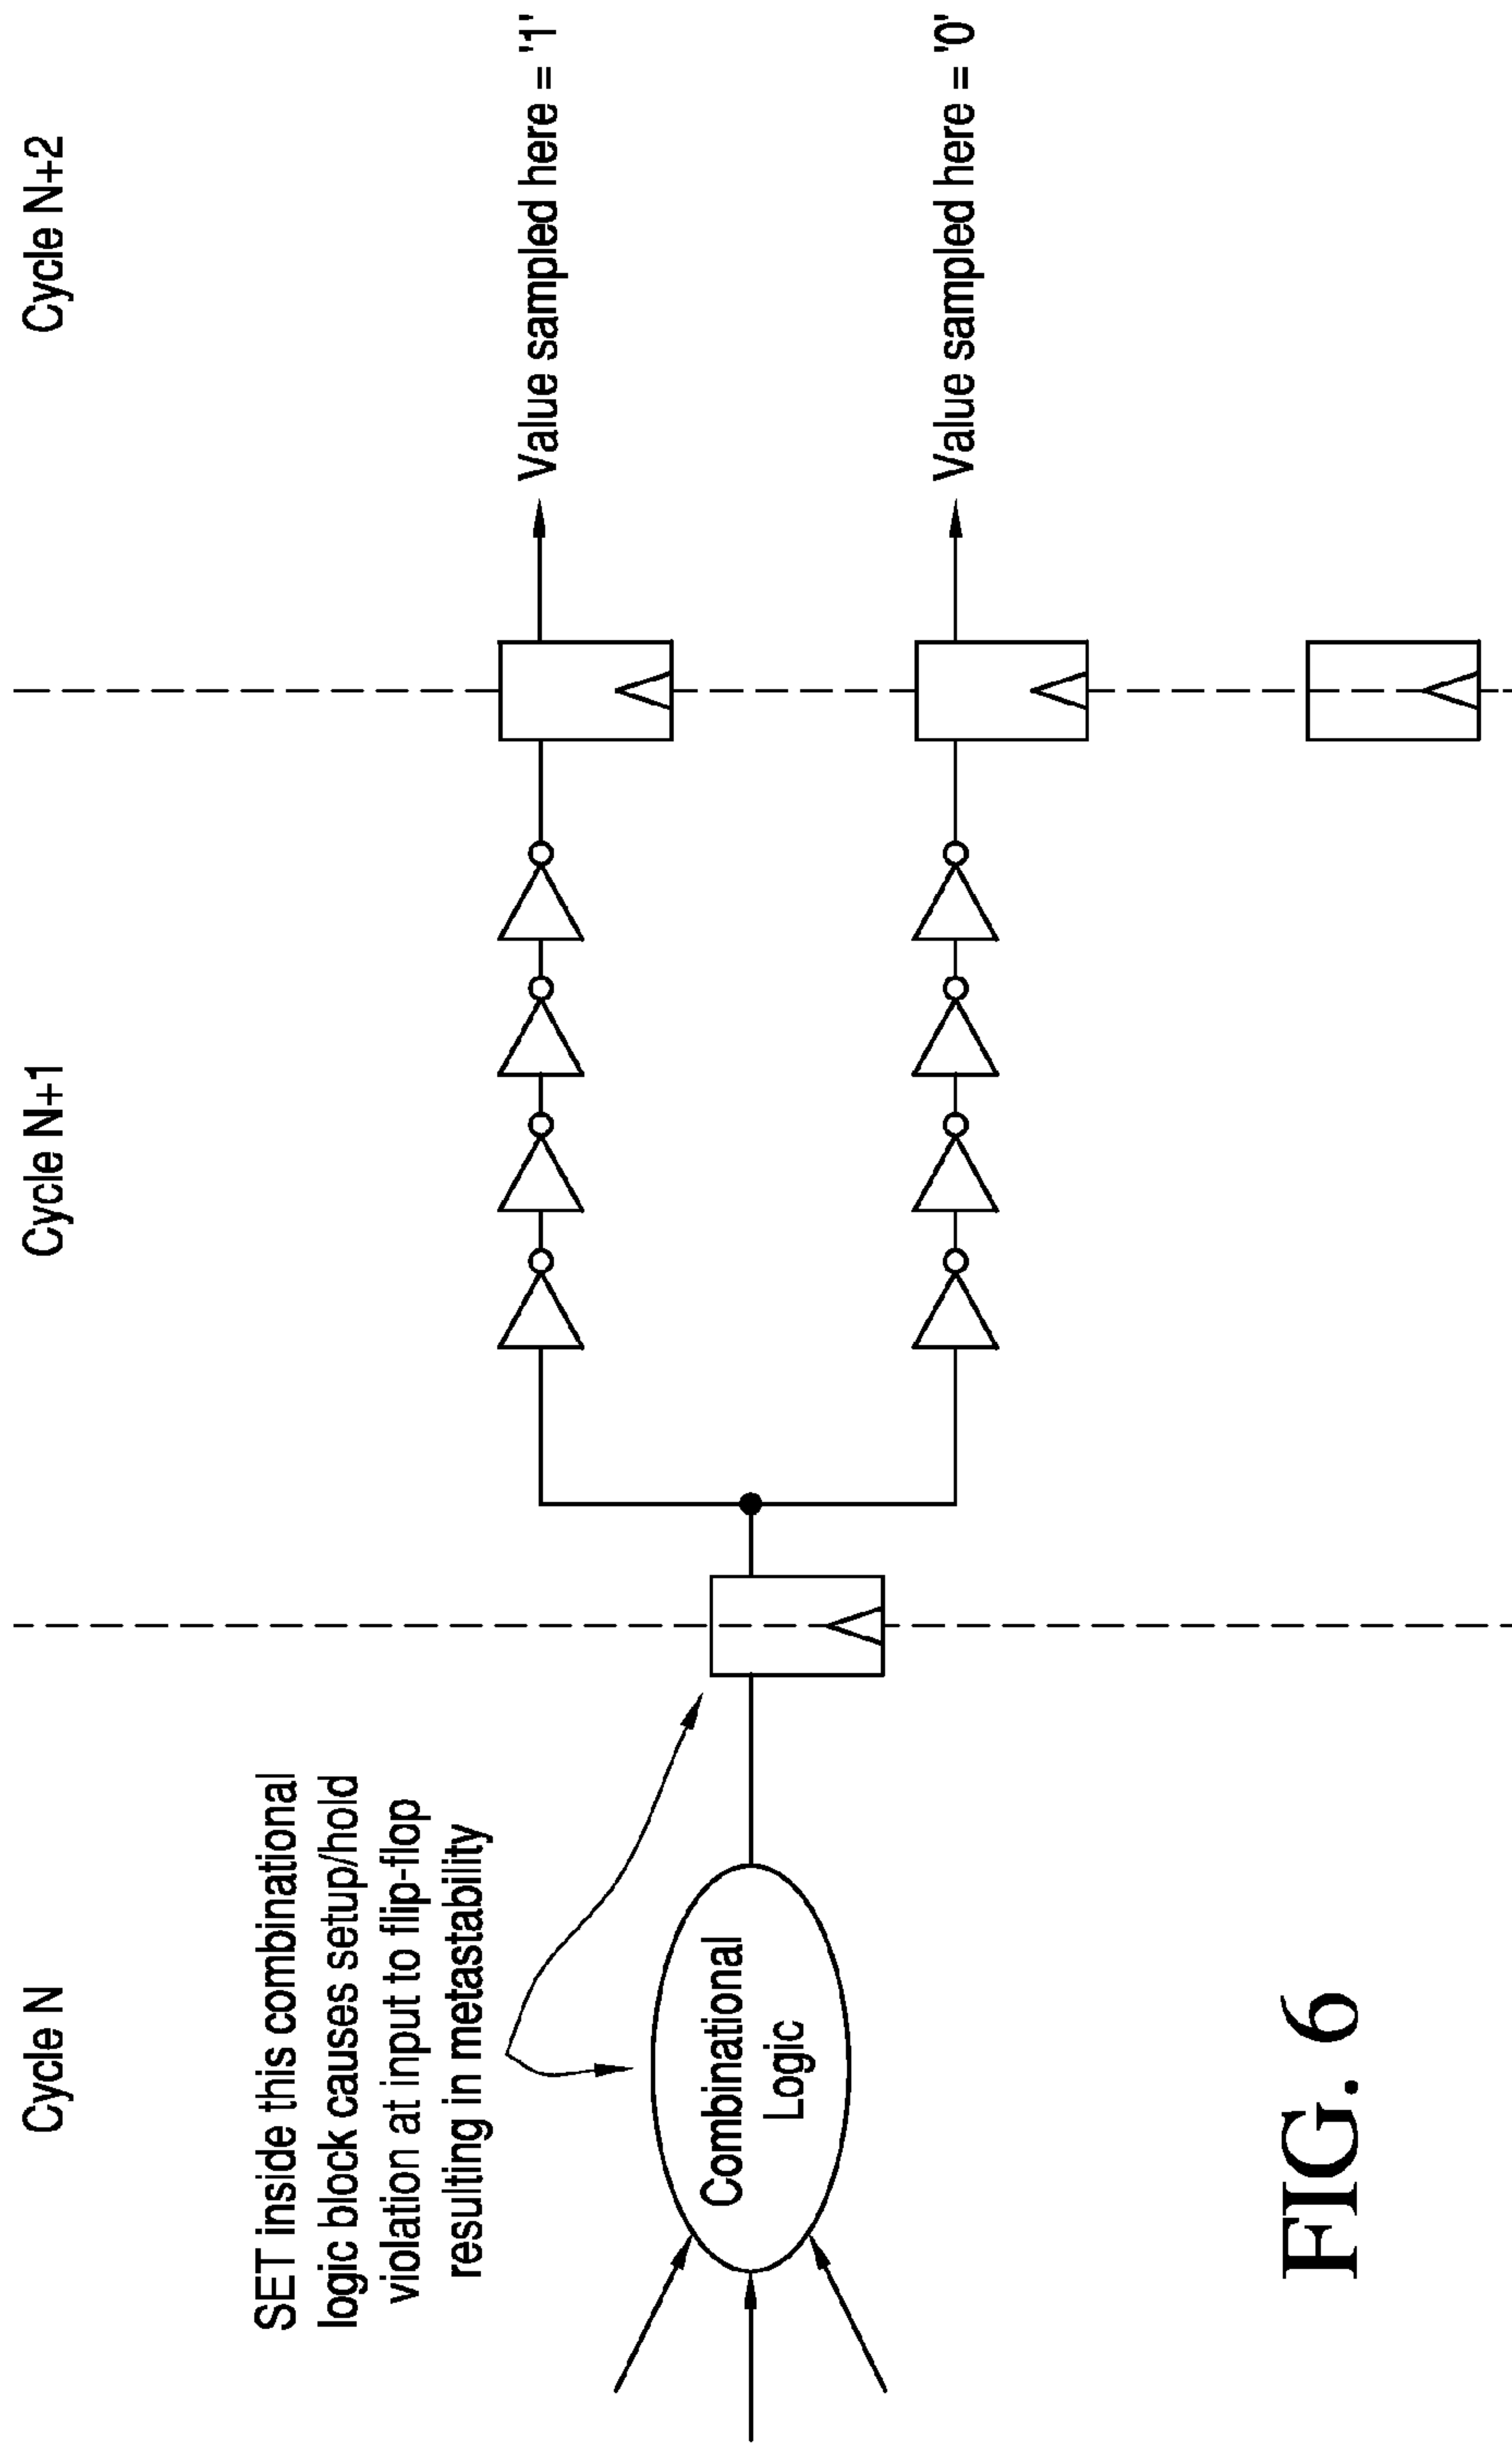 Cycle N
Cycle N+1
Cycle N+2
SET inside this combinational
logic block causes setup/hold
violation at input to flip-flop
resulting in metastability
Combinational
Logic
Value sampled here = '1'
Value sampled here = '0'
FIG. 6